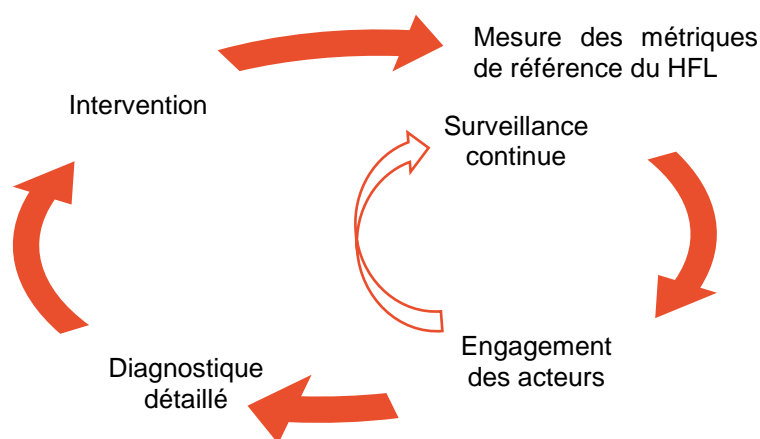 Mesure des métriques
de référence du HFL
Intervention
Surveillance
continue
Engagement
des acteurs
Diagnostique
détaillé